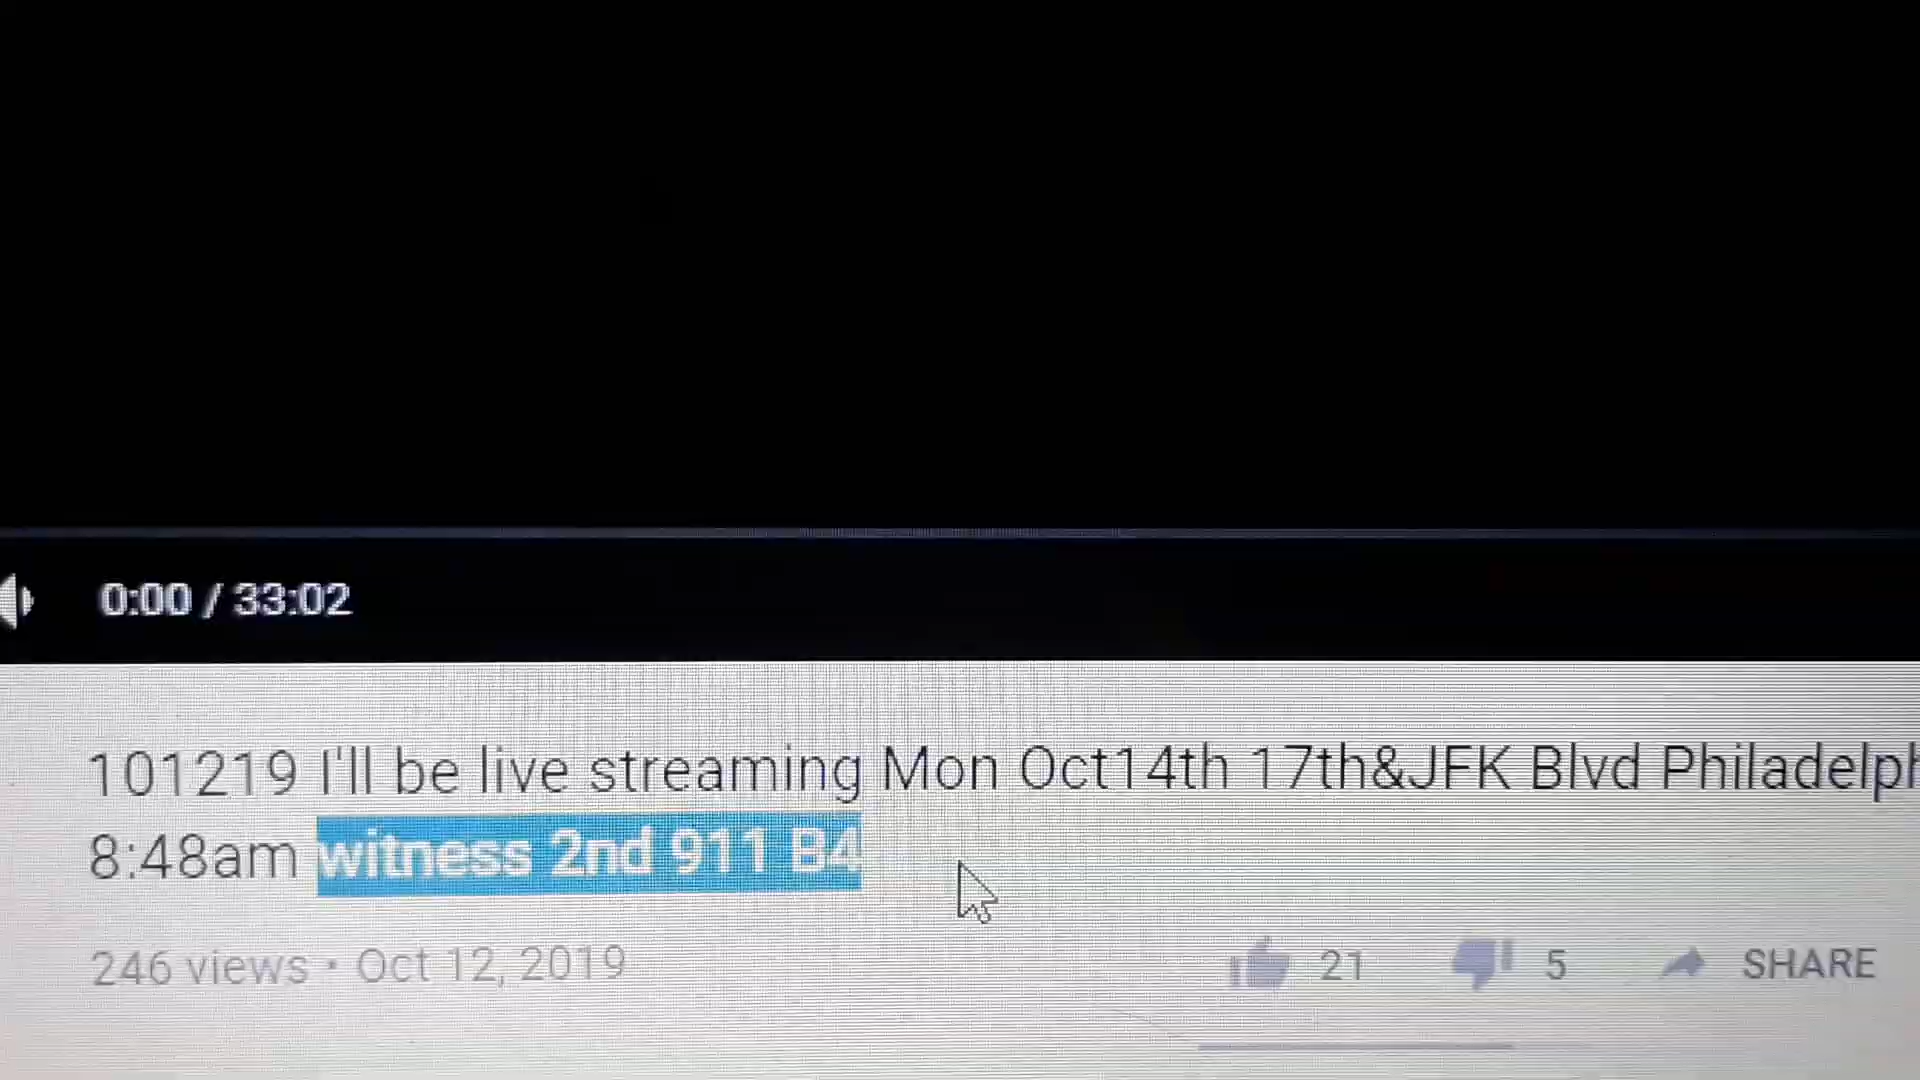 0:00 / 33:02
101219 I'll be live streaming Mon Oct14th 17th&JFK Blvd Philadelph
8:48am witness 2nd 911 B4
246 views • Oct 12, 2019 21 5 SHARE